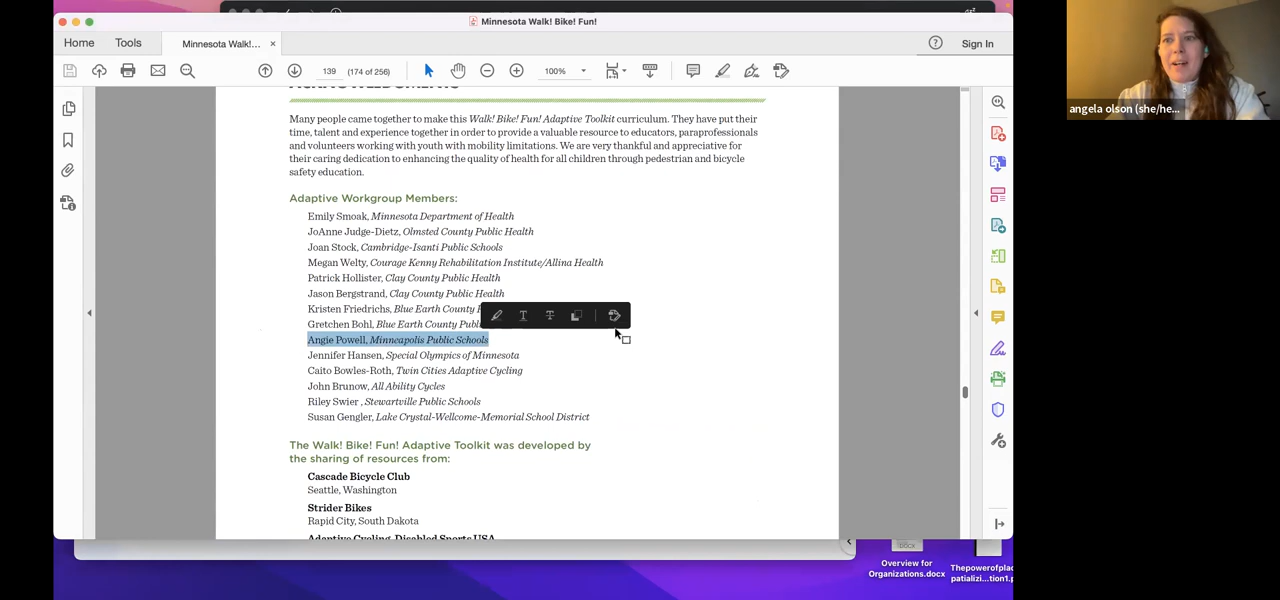 Minnesota Walk! Bike! Fun!
Home
Tools
Minnesota Walk!... ×
Sign In
139 (174 of 256)
100%
Many people came together to make this Walk! Bike! Fun! Adaptive Toolkit curriculum. They have put their
time, talent and experience together in order to provide a valuable resource to educators, paraprofessionals
and volunteers working with youth with mobility limitations. We are very thankful and appreciative for
their caring dedication to enhancing the quality of health for all children through pedestrian and bicycle
safety education.
Adaptive Workgroup Members:
Emily Smoak, Minnesota Department of Health
JoAnne Judge-Dietz, Olmsted County Public Health
Joan Stock, Cambridge-Isanti Public Schools
Megan Welty, Courage Kenny Rehabilitation Institute/Allina Health
Patrick Hollister, Clay County Public Health
Jason Bergstrand, Clay County Public Health
Kristen Friedrichs, Blue Earth County
Gretchen Bohl, Blue Earth County
Angie Powell, Minneapolis Public Schools
Jennifer Hansen, Special Olympics of Minnesota
Caito Bowles-Roth, Twin Cities Adaptive Cycling
John Brunow, All Ability Cycles
Riley Swier , Stewartville Public Schools
Susan Gengler, Lake Crystal-Wellcome-Memorial School District
The Walk! Bike! Fun! Adaptive Toolkit was developed by
the sharing of resources from:
Cascade Bicycle Club
Seattle, Washington
Strider Bikes
Rapid City, South Dakota
Adaptive Cycling, Disabled Sports USA
angela olson (she/he...
DOCX
Overview for
Organizations.docx
Thepowerofplac
patializi...tion1.p